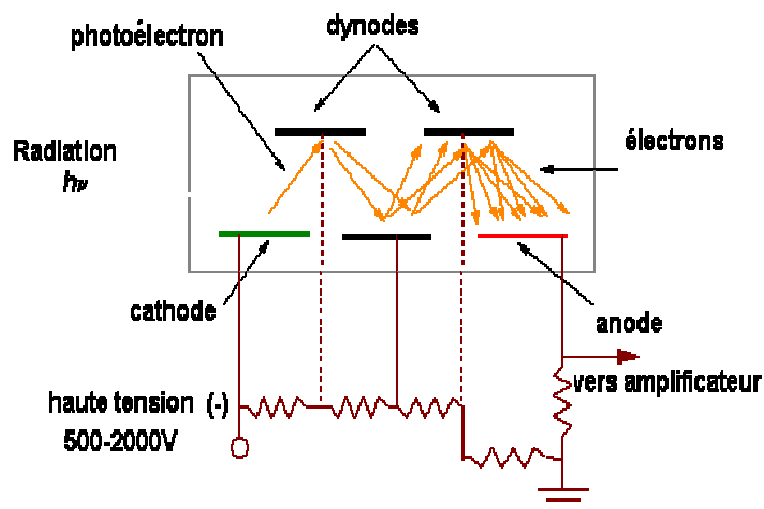 dynodes
photoélectron
Radiation
hν
électrons
cathode
anode
vers amplificateur
haute tension (-)
500-2000V